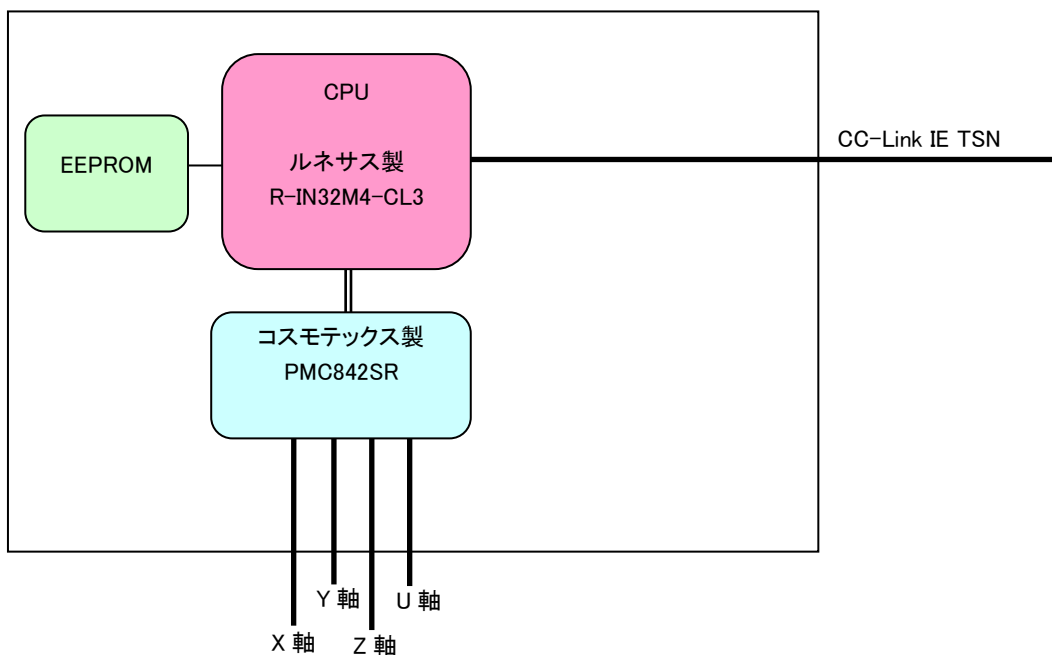 CPU
ルネサス製
R-IN32M4-CL3
EEPROM
CC-Link IE TSN
コスモテックス製
PMC842SR
X 軸
Y 軸
Z 軸
U 軸